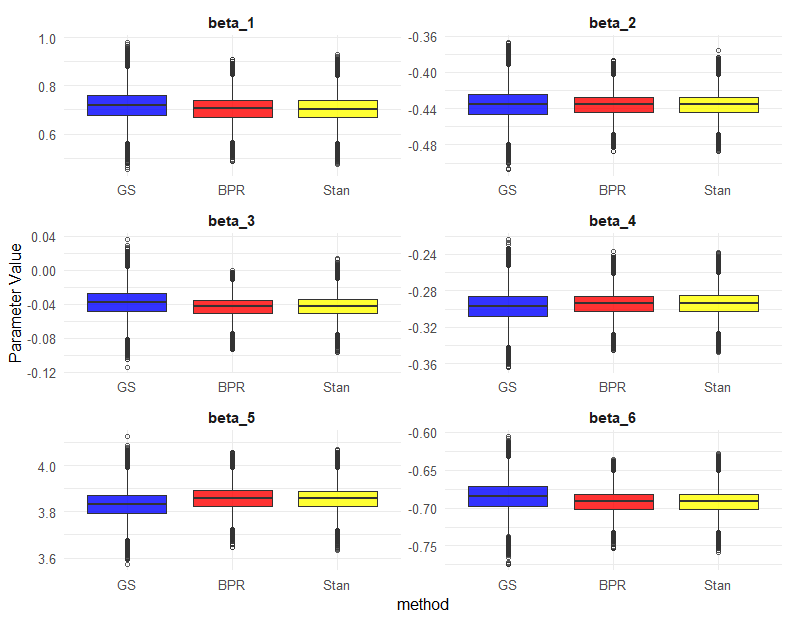 beta_1
beta_2
1.0
0.8
0.6
-0.36
-0.40
-0.44
-0.48
GS BPR Stan
GS BPR Stan
beta_3
beta_4
0.04
0.00
-0.04
-0.08
-0.12
-0.24
-0.28
-0.32
-0.36
GS BPR Stan
GS BPR Stan
beta_5
beta_6
4.0
3.8
3.6
-0.60
-0.65
-0.70
-0.75
GS BPR Stan
GS BPR Stan
Parameter Value
method